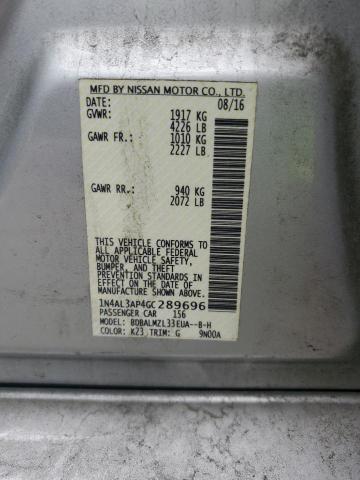 MFD BY NISSAN MOTOR CO., LTD.
DATE: 08/16
GVWR: 1917 KG
4226 LB
GAWR FR: 1010 KG
2227 LB
GAWR RR: 940 KG
2072 LB
THIS VEHICLE CONFORMS TO
ALL APPLICABLE FEDERAL
MOTOR VEHICLE SAFETY,
BUMPER, AND THEFT
PREVENTION STANDARDS
IN EFFECT ON THE DATE
OF MANUFACTURE
SHOWN ABOVE.
1N4AL3AP4GC289696
PASSENGER CAR 156
MODEL: BDBALMZL33EUA--B-H
COLOR: K23 TRIM: G 9N00A